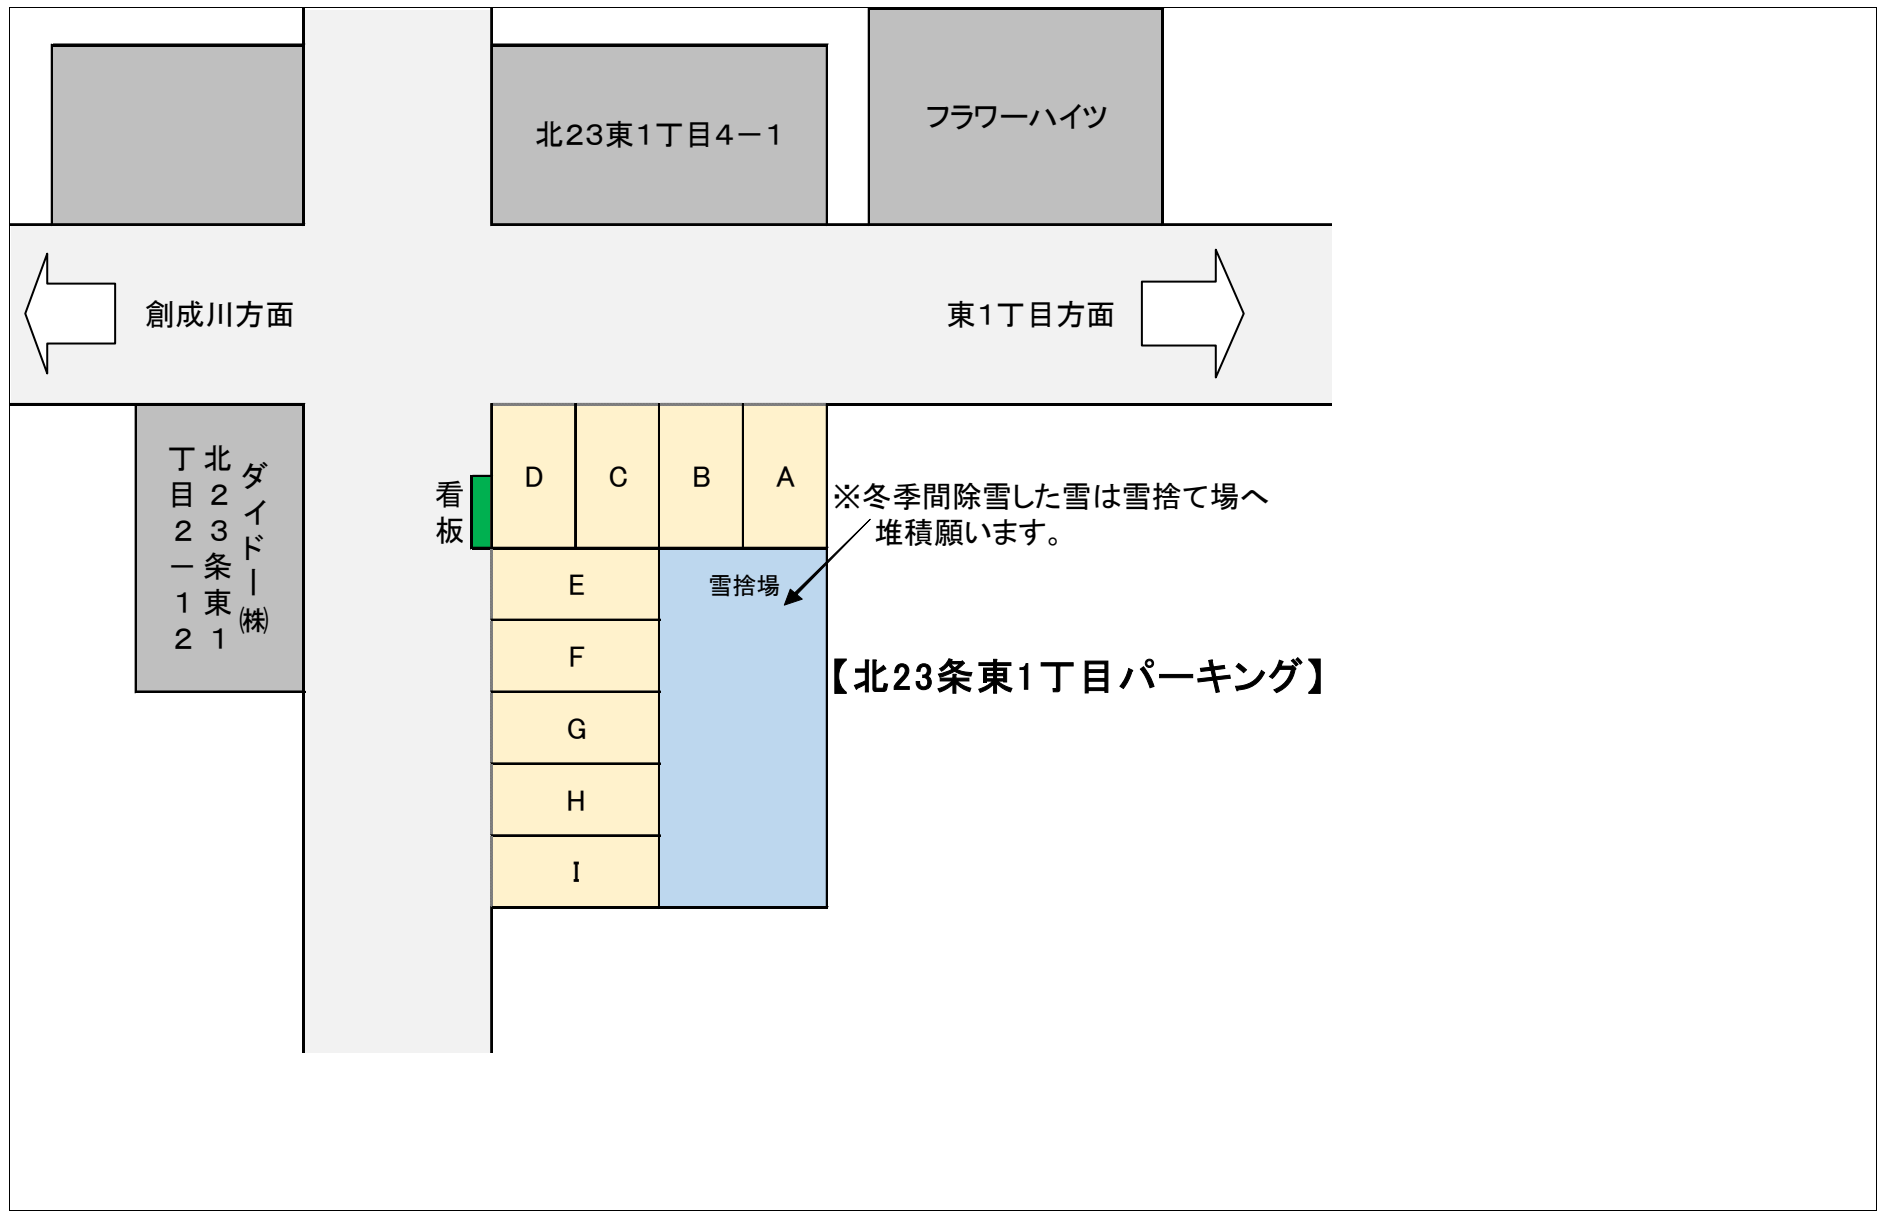 北２３東１丁目４－１
フラワーハイツ
創成川方面
東１丁目方面
ダイドー㈱
北２３条東１
丁目２－１２
看板
D
C
B
A
※冬季間除雪した雪は雪捨て場へ
堆積願います。
E
雪捨場
F
【北23条東1丁目パーキング】
G
H
I